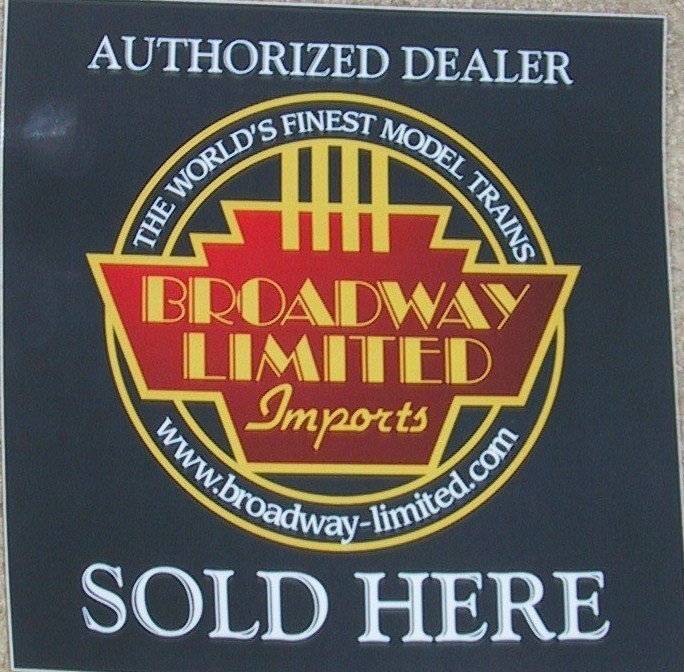 AUTHORIZED DEALER
THE WORLD'S FINEST MODEL TRAINS
BROADWAY
LIMITED
Imports
www.broadway-limited.com
SOLD HERE